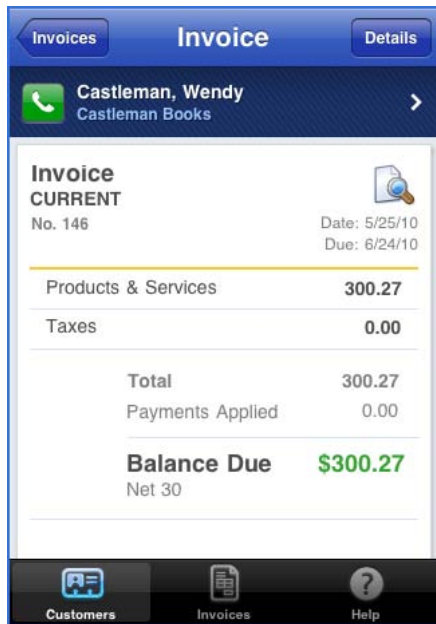 Invoices Invoice Details
Castleman, Wendy
Castleman Books
Invoice
CURRENT
No. 146
Date: 5/25/10
Due: 6/24/10
Products & Services 300.27
Taxes 0.00
Total 300.27
Payments Applied 0.00
Balance Due $300.27
Net 30
Customers Invoices Help